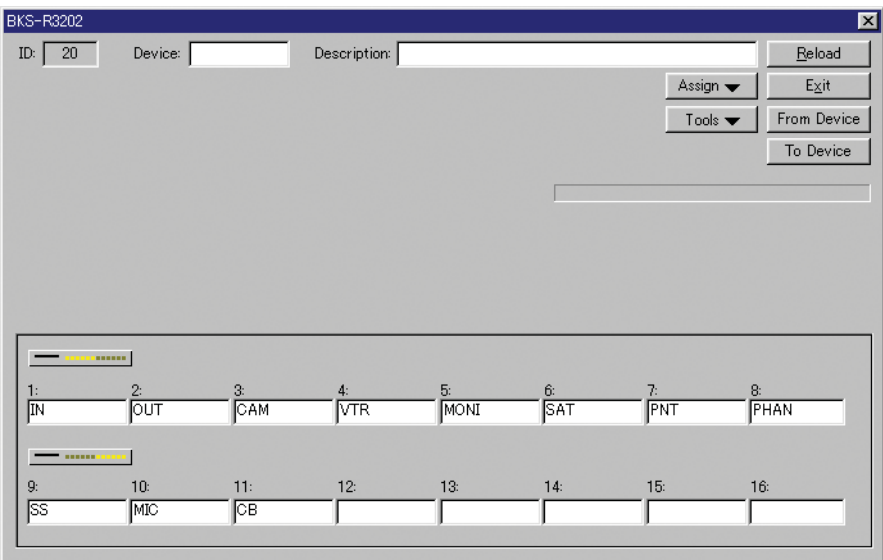 BKS-R3202
ID: 20 Device: Description: Reload
Assign Exit
Tools From Device
To Device
1: 2: 3: 4: 5: 6: 7: 8:
IN OUT CAM VTR MONI SAT PNT PHAN
9: 10: 11: 12: 13: 14: 15: 16:
SS MIC CB